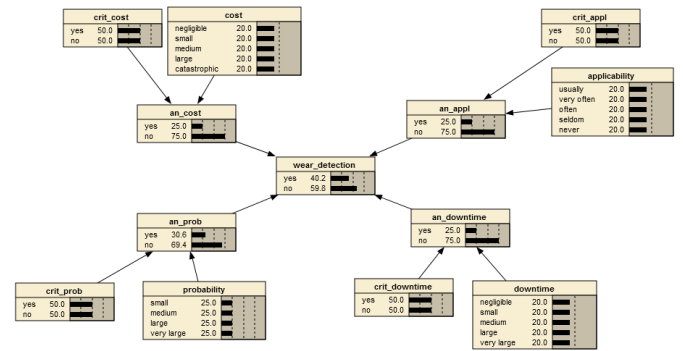 crit_cost
yes 50.0
no 50.0
cost
negligible 20.0
small 20.0
medium 20.0
large 20.0
catastrophic 20.0
crit_appl
yes 50.0
no 50.0
applicability
usually 20.0
very often 20.0
often 20.0
seldom 20.0
never 20.0
an_cost
yes 25.0
no 75.0
an_appl
yes 25.0
no 75.0
wear_detection
yes 40.2
no 59.8
an_prob
yes 30.6
no 69.4
an_downtime
yes 25.0
no 75.0
crit_prob
yes 50.0
no 50.0
probability
small 25.0
medium 25.0
large 25.0
very large 25.0
crit_downtime
yes 50.0
no 50.0
downtime
negligible 20.0
small 20.0
medium 20.0
large 20.0
very large 20.0